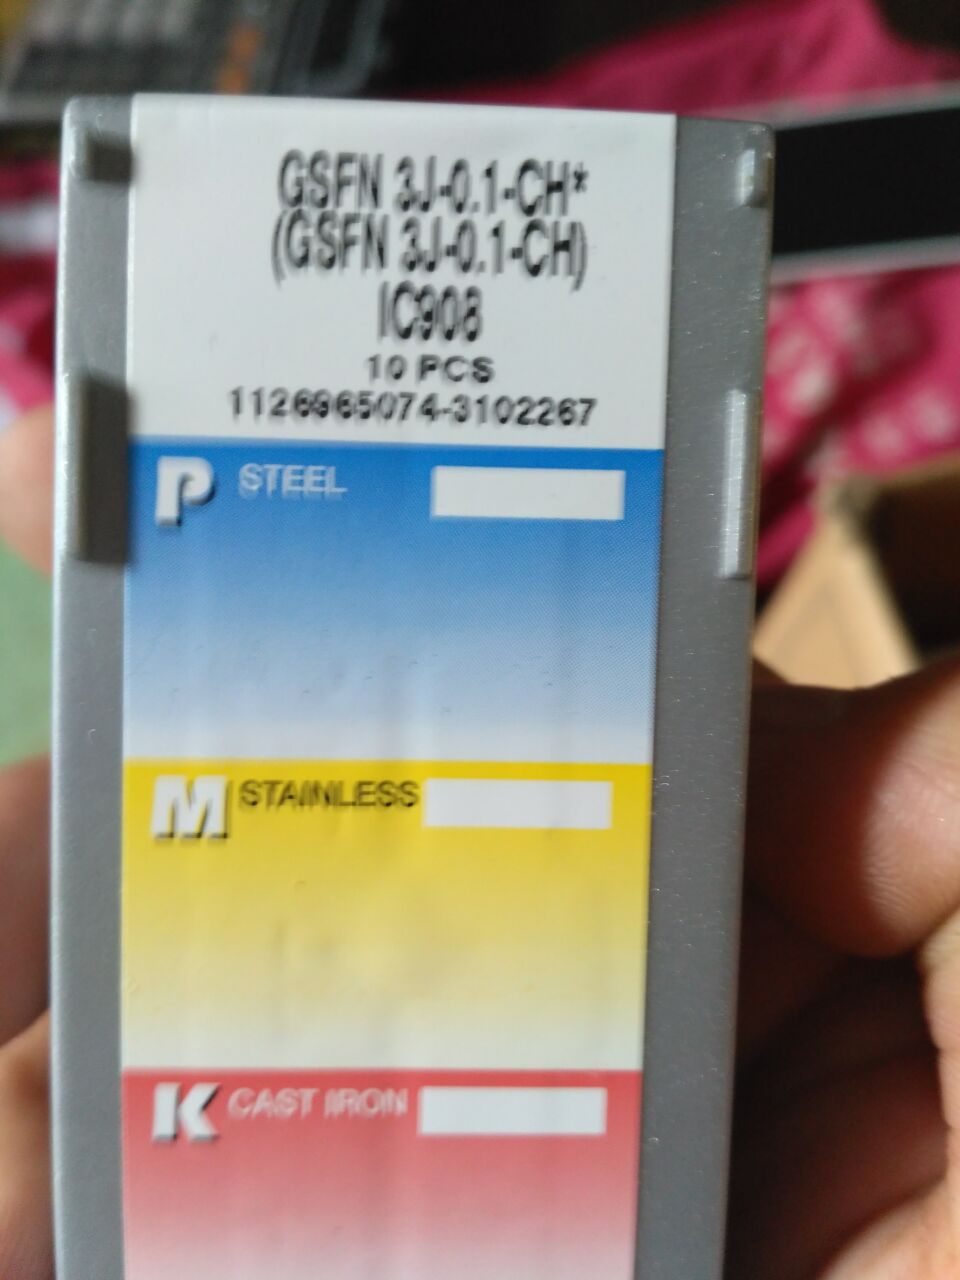 GSFN 3J-0.1-CH*
(GSFN 3J-0.1-CH)
IC908
10 PCS
1126965074-3102267
P STEEL
M STAINLESS
K CAST IRON